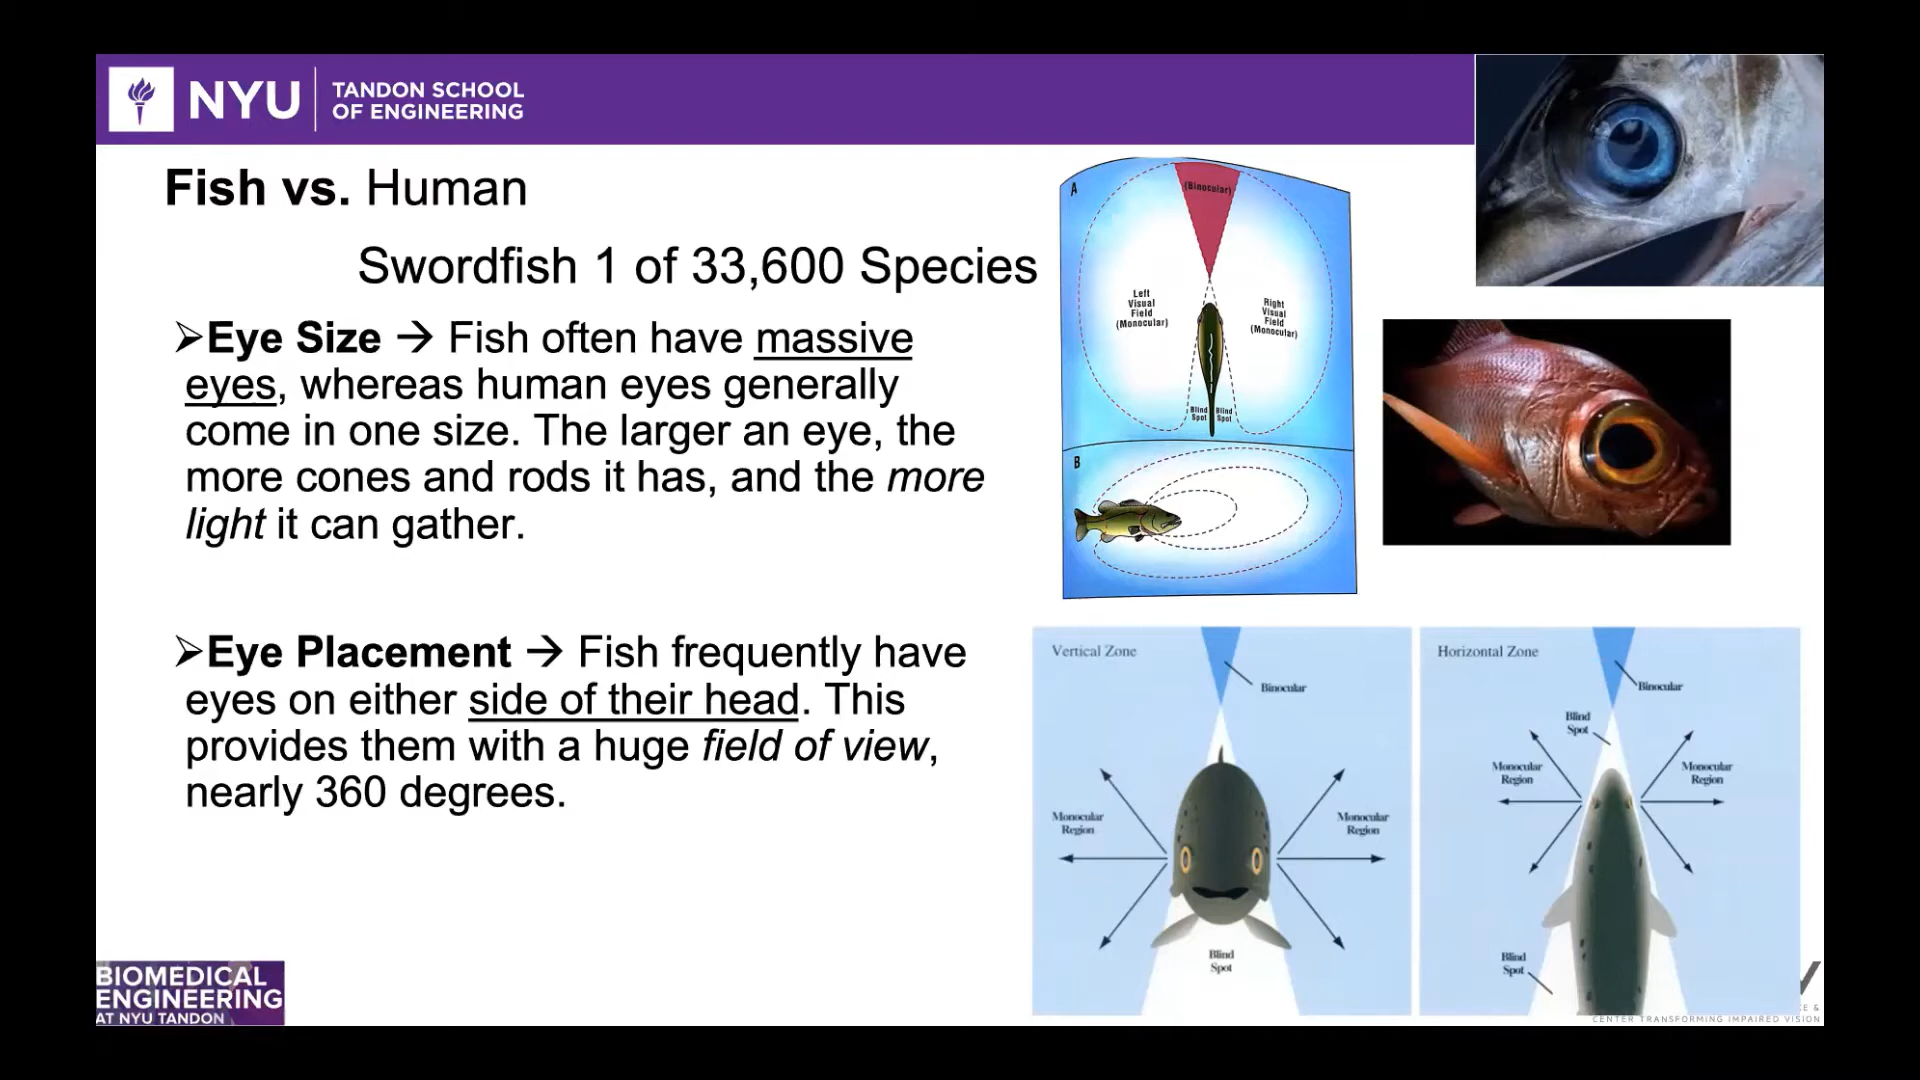 NYU
TANDON SCHOOL
OF ENGINEERING
Fish vs. Human
Swordfish 1 of 33,600 Species
➢Eye Size → Fish often have massive
eyes, whereas human eyes generally
come in one size. The larger an eye, the
more cones and rods it has, and the more
light it can gather.
➢Eye Placement → Fish frequently have
eyes on either side of their head. This
provides them with a huge field of view,
nearly 360 degrees.
A
(Binocular)
Left
Visual
Field
(Monocular)
Right
Visual
Field
(Monocular)
Blind
Spot
Blind
Spot
B
Vertical Zone
Binocular
Monocular
Region
Monocular
Region
Blind
Spot
Horizontal Zone
Binocular
Blind
Spot
Monocular
Region
Monocular
Region
Blind
Spot
BIOMEDICAL
ENGINEERING
AT NYU TANDON
CENTER TRANSFORMING IMPAIRED VISION